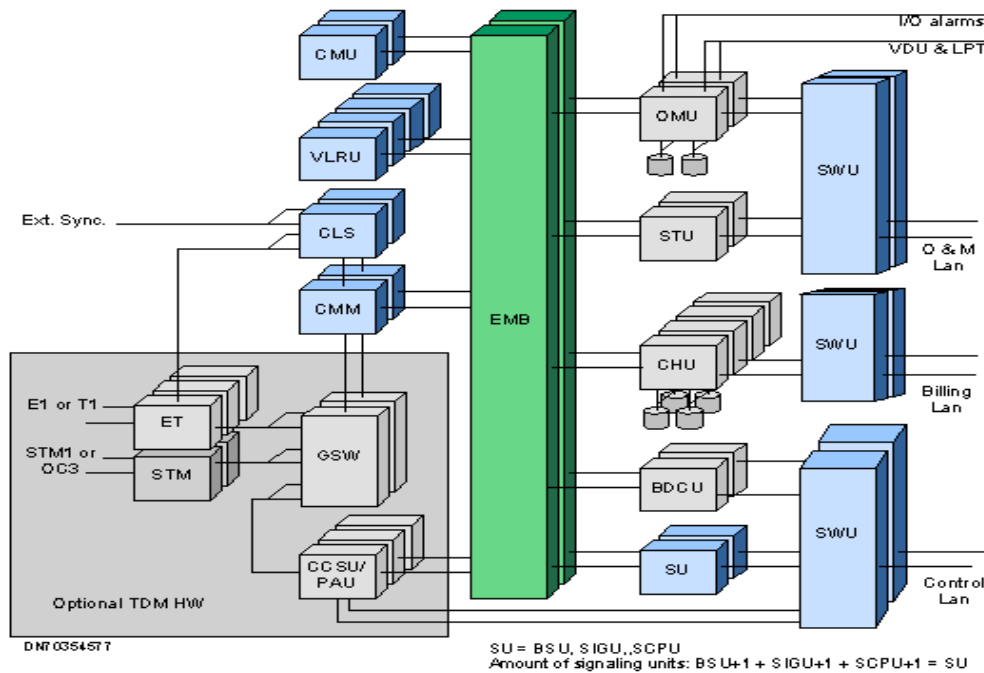 I/O alarms
VDU & LPT
CMU
OMU
VLRU
SWU
Ext. Sync.
CLS
STU
O & M
Lan
CMM
EMB
CHU
SWU
Billing
Lan
E1 or T1
ET
GSW
STM1 or
OC3
STM
BDCU
SWU
CCSU/
PAU
SU
Control
Lan
Optional TDM HW
DN70354577
SU = BSU, SIGU,,SCPU
Amount of signaling units: BSU+1 + SIGU+1 + SCPU+1 = SU